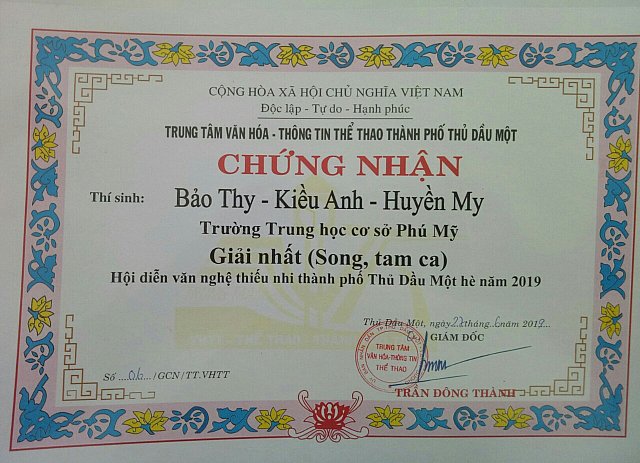 CỘNG HÒA XÃ HỘI CHỦ NGHĨA VIỆT NAM
Độc lập - Tự do - Hạnh phúc
TRUNG TÂM VĂN HÓA - THÔNG TIN THỂ THAO THÀNH PHỐ THỦ DẦU MỘT
CHỨNG NHẬN
Thí sinh: Bảo Thy - Kiều Anh - Huyền My
Trường Trung học cơ sở Phú Mỹ
Giải nhất (Song, tam ca)
Hội diễn văn nghệ thiếu nhi thành phố Thủ Dầu Một hè năm 2019
Thủ Dầu Một, ngày 22 tháng 6 năm 2019
GIÁM ĐỐC
TRUNG TÂM
VĂN HÓA-THÔNG TIN
THỂ THAO
Số ....06.../GCN/TT.VHTT
TRẦN ĐÔNG THÀNH